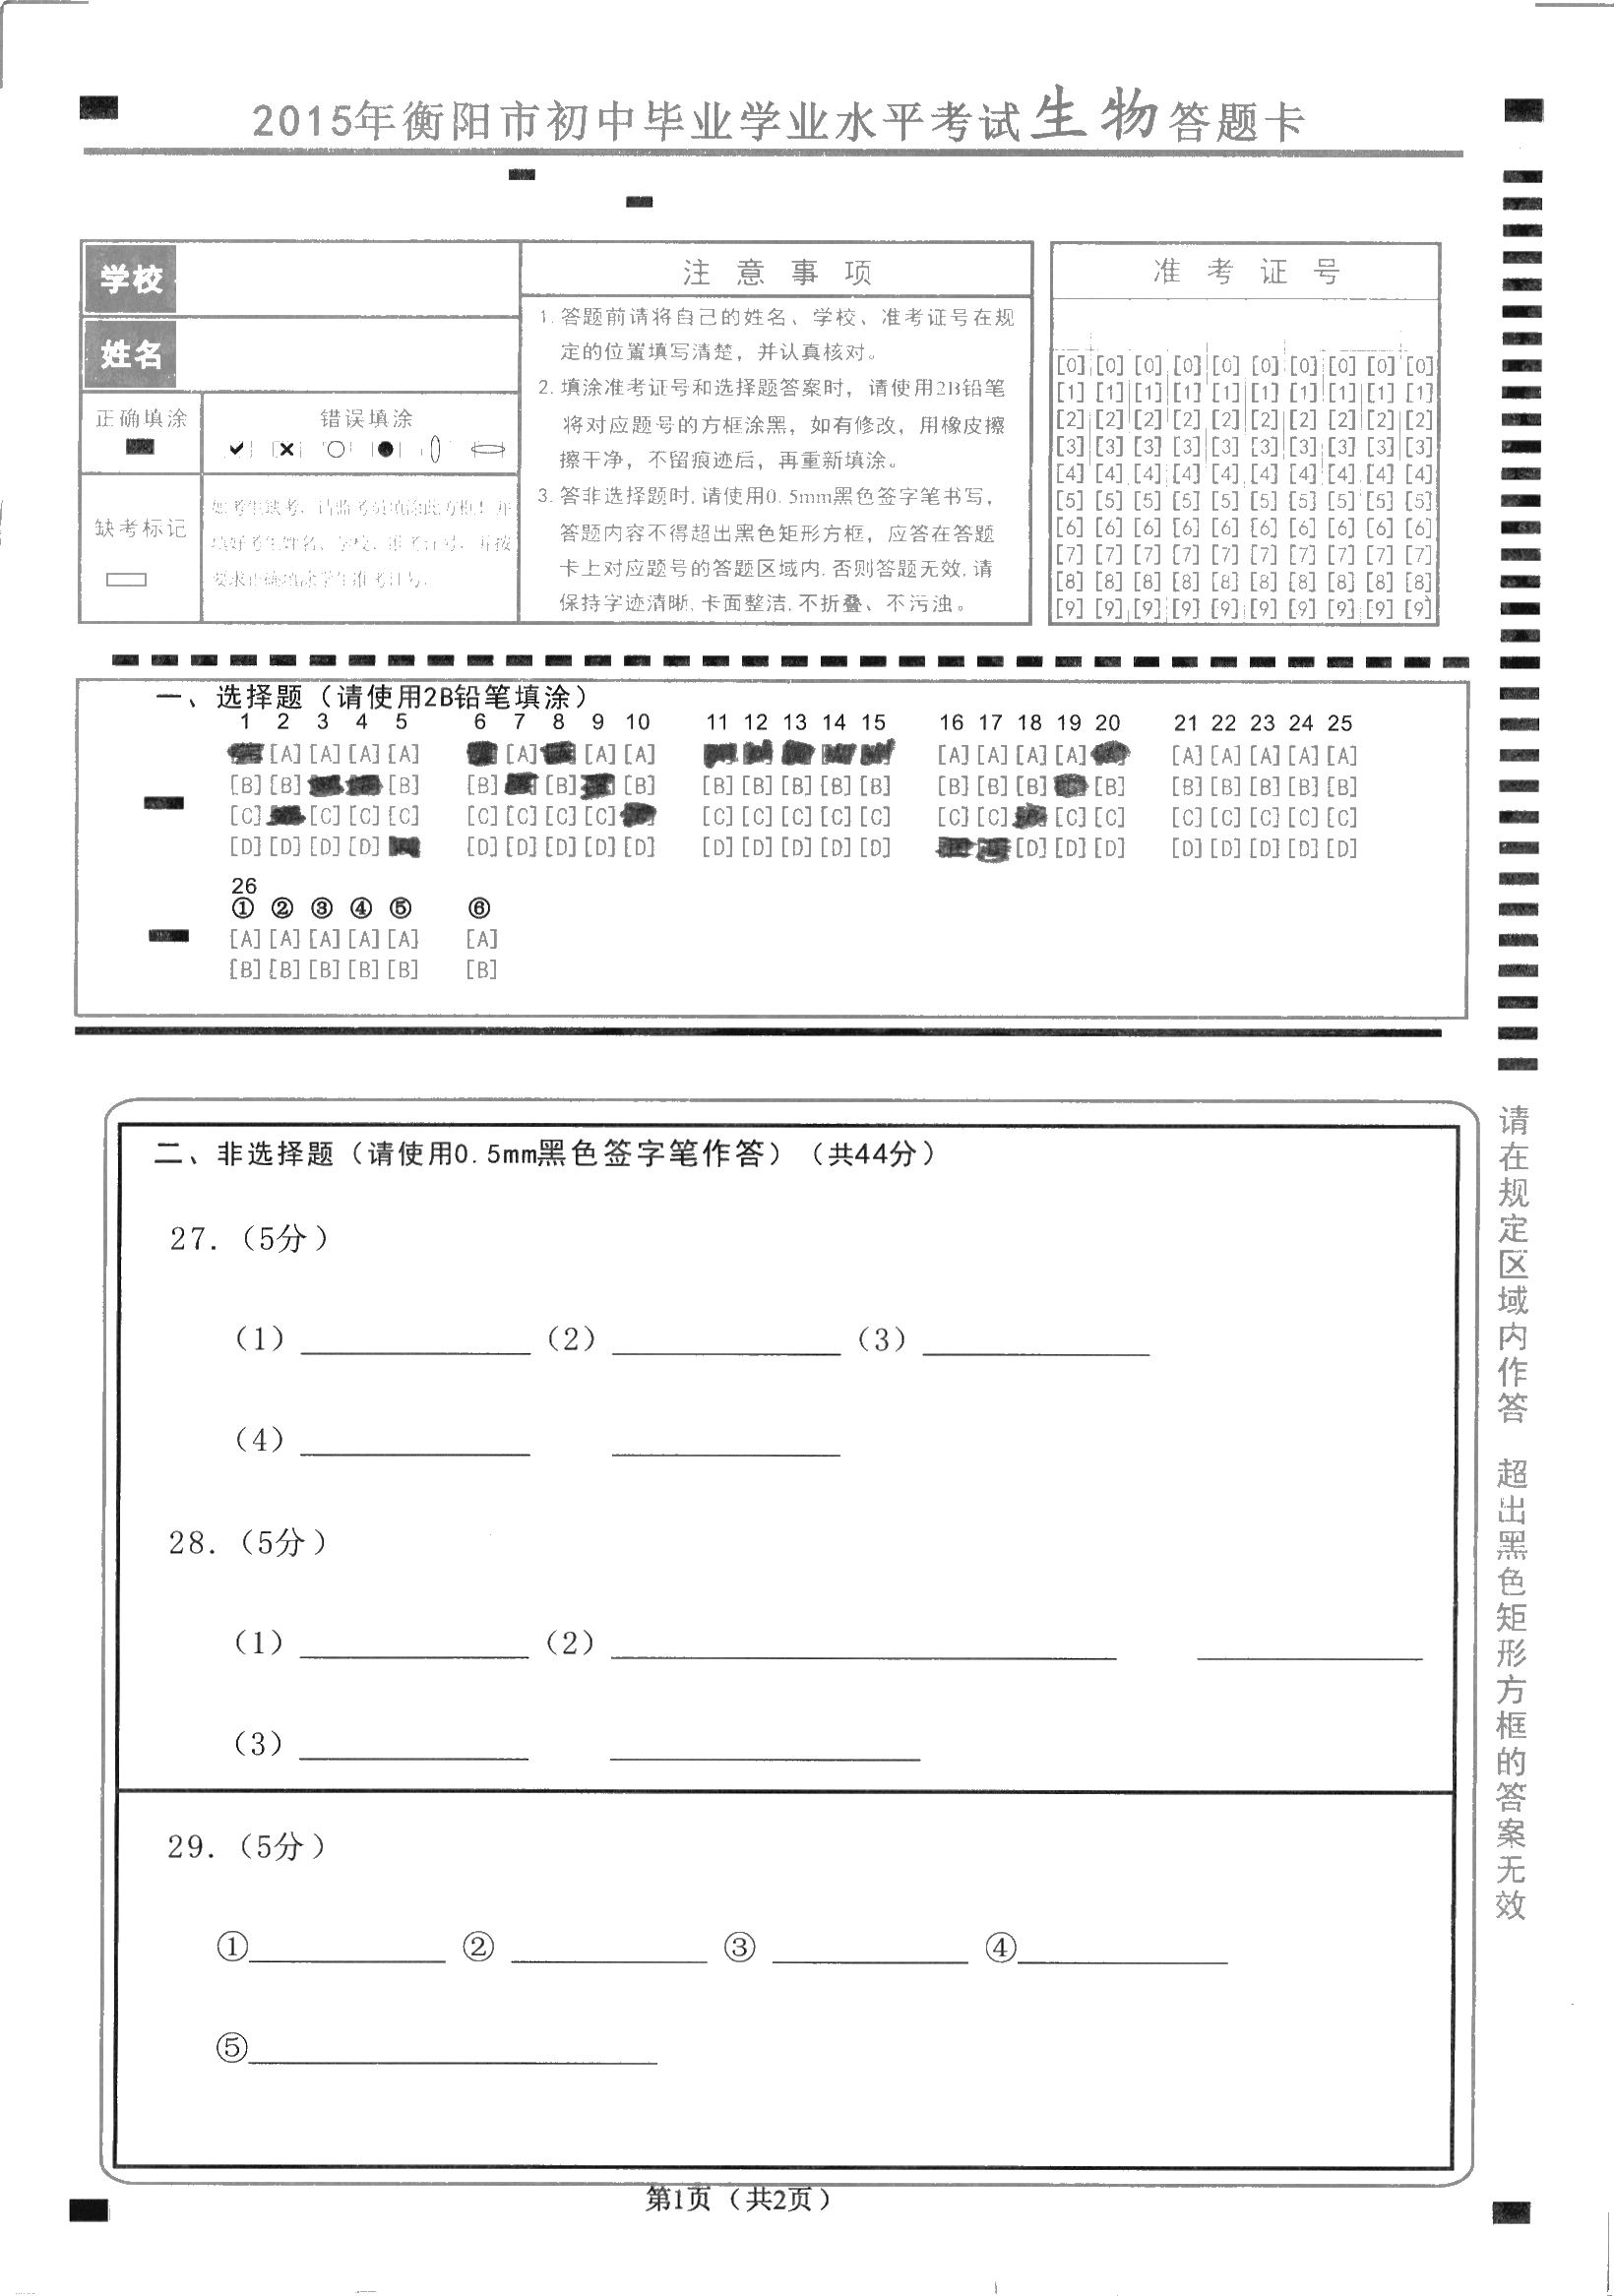 2015年衡阳市初中毕业学业水平考试生物答题卡
学校
姓名
正确填涂
错误填涂
缺考标记
注意事项
1. 答题前请将自己的姓名、学校、准考证号在规
定的位置填写清楚，并认真核对。
2. 填涂准考证号和选择题答案时，请使用2B铅笔
将对应题号的方框涂黑，如有修改，用橡皮擦
擦干净，不留痕迹后，再重新填涂。
3. 答非选择题时,请使用0.5mm黑色签字笔书写，
答题内容不得超出黑色矩形方框，应答在答题
卡上对应题号的答题区域内,否则答题无效,请
保持字迹清晰,卡面整洁,不折叠、不污浊。
准考证号
[0] [0] [0] [0] [0] [0] [0] [0] [0] [0]
[1] [1] [1] [1] [1] [1] [1] [1] [1] [1]
[2] [2] [2] [2] [2] [2] [2] [2] [2] [2]
[3] [3] [3] [3] [3] [3] [3] [3] [3] [3]
[4] [4] [4] [4] [4] [4] [4] [4] [4] [4]
[5] [5] [5] [5] [5] [5] [5] [5] [5] [5]
[6] [6] [6] [6] [6] [6] [6] [6] [6] [6]
[7] [7] [7] [7] [7] [7] [7] [7] [7] [7]
[8] [8] [8] [8] [8] [8] [8] [8] [8] [8]
[9] [9] [9] [9] [9] [9] [9] [9] [9] [9]
一、选择题（请使用2B铅笔填涂）
1 2 3 4 5 6 7 8 9 10 11 12 13 14 15 16 17 18 19 20 21 22 23 24 25
[A] [A] [A] [A] [A] [A] [A] [A] [A] [A] [A] [A] [A] [A] [A] [A]
[B] [B] [B] [B] [B] [B] [B] [B] [B] [B] [B] [B] [B] [B] [B] [B] [B] [B] [B] [B]
[C] [C] [C] [C] [C] [C] [C] [C] [C] [C] [C] [C] [C] [C] [C] [C] [C] [C] [C] [C] [C] [C]
[D] [D] [D] [D] [D] [D] [D] [D] [D] [D] [D] [D] [D] [D] [D] [D] [D] [D] [D] [D] [D] [D]
26
① ② ③ ④ ⑤ ⑥
[A] [A] [A] [A] [A] [A]
[B] [B] [B] [B] [B] [B]
二、非选择题（请使用0.5mm黑色签字笔作答）（共44分）
27.（5分）
（1） （2） （3）
（4）
28.（5分）
（1） （2）
（3）
29.（5分）
① ② ③ ④
⑤
第1页（共2页）
请在规定区域内作答 超出黑色矩形方框的答案无效